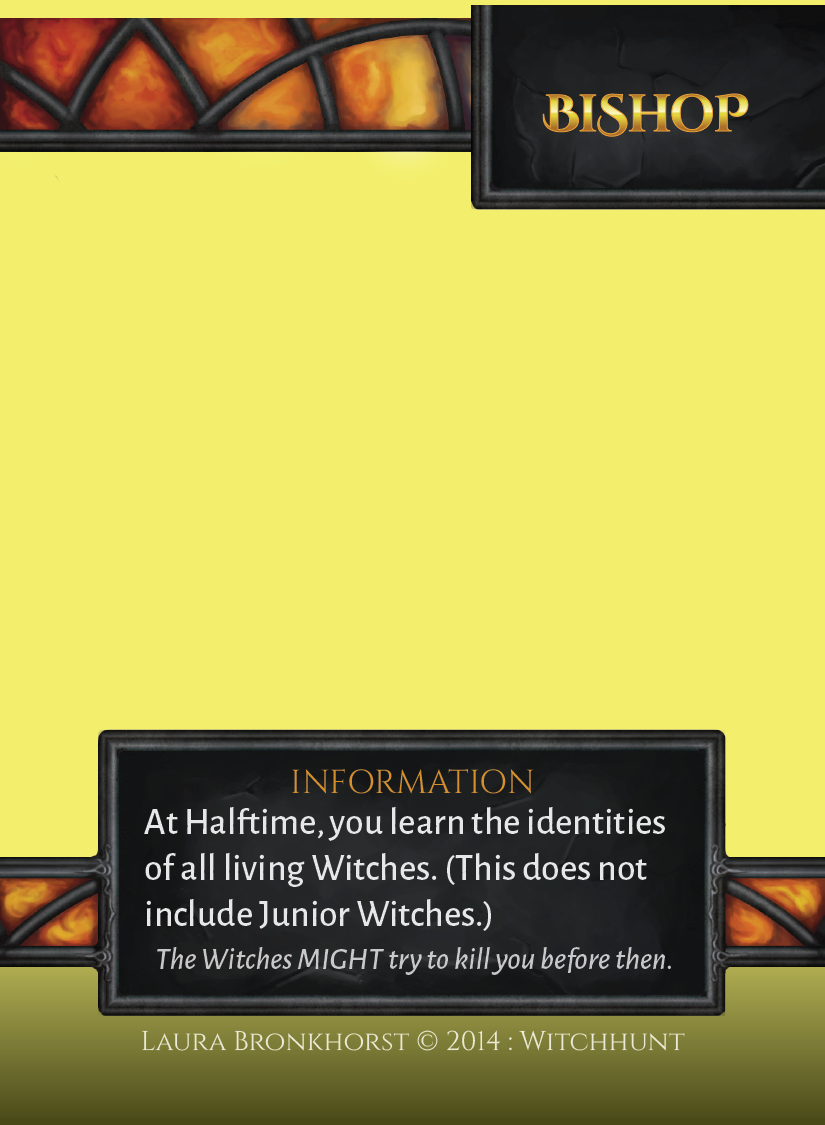 BISHOP
INFORMATION
At Halftime, you learn the identities
of all living Witches. (This does not
include Junior Witches.)
The Witches MIGHT try to kill you before then.
Laura Bronkhorst © 2014 : Witchhunt